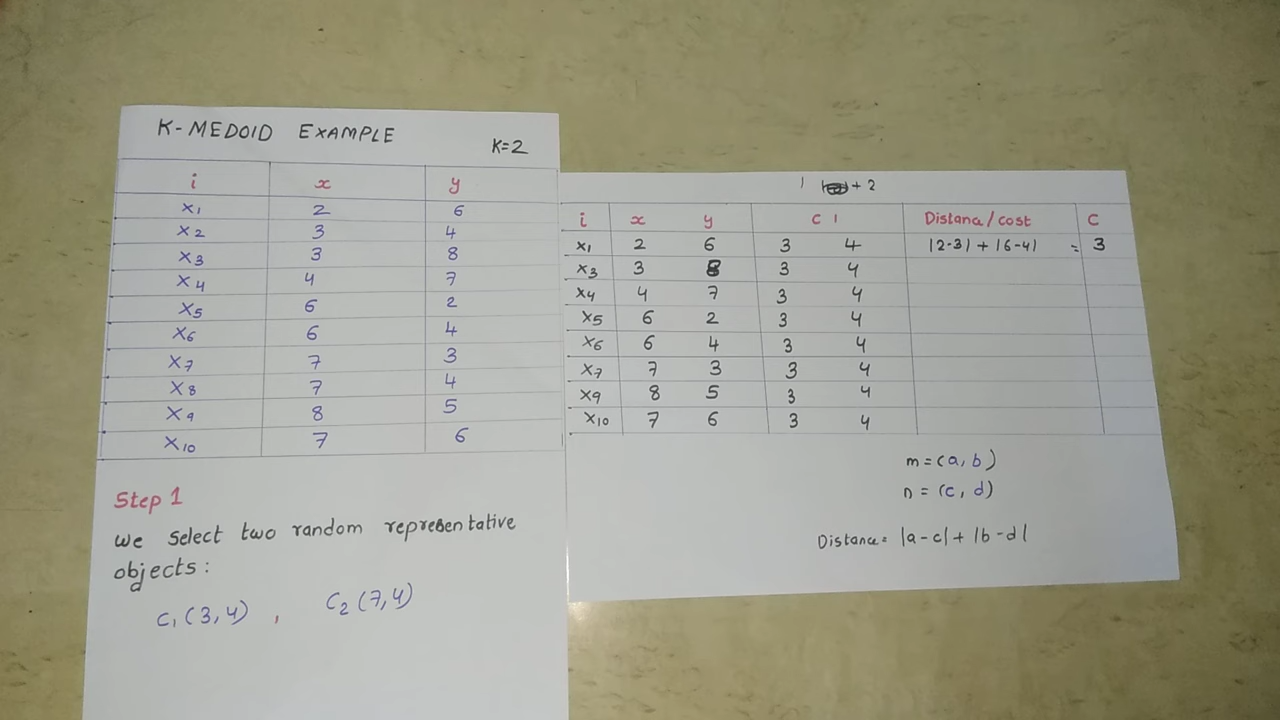 K-MEDOID EXAMPLE
K=2
i x y
x1 2 6
x2 3 4
x3 3 8
x4 4 7
x5 6 2
x6 6 4
x7 7 3
x8 7 4
x9 8 5
x10 7 6
Step 1
we select two random representative
objects:
C1(3,4) , C2(7,4)
1 + 2
i x y C 1 Distana/cost C
x1 2 6 3 4 |2-3| + |6-4| = 3
x3 3 8 3 4
x4 4 7 3 4
x5 6 2 3 4
x6 6 4 3 4
x7 7 3 3 4
x9 8 5 3 4
x10 7 6 3 4
m=(a,b)
n=(c,d)
Distance= |a-c|+|b-d|